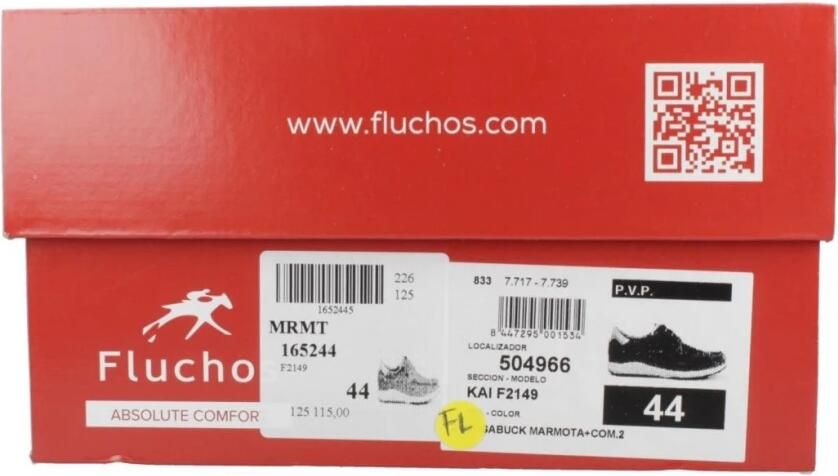 www.fluchos.com
Fluchos
ABSOLUTE COMFOR
226
125
1652445
MRMT
165244
F2149
44
125 115,00
833 7.717 - 7.739
8 447295 001534
LOCALIZADOR
504966
SECCION - MODELO
KAI F2149
- COLOR
SABUCK MARMOTA+COM.2
P.V.P.
44
FL